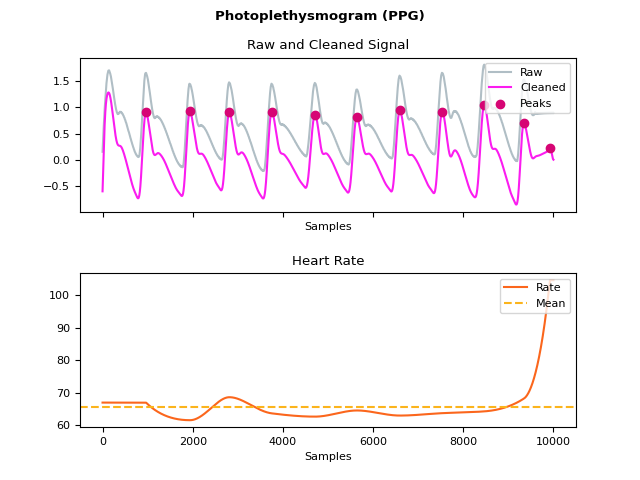 Photoplethysmogram (PPG)
Raw and Cleaned Signal
1.5
1.0
0.5
0.0
−0.5
Raw
Cleaned
Peaks
Samples
Heart Rate
100
90
80
70
60
Rate
Mean
0 2000 4000 6000 8000 10000
Samples